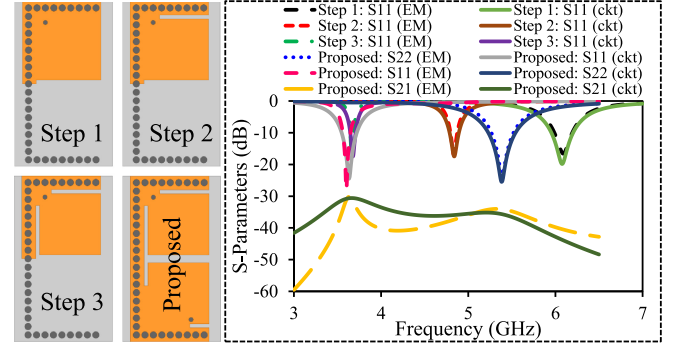 Step 1
Step 2
Step 3
Proposed
Step 1: S11 (EM)
Step 1: S11 (ckt)
Step 2: S11 (EM)
Step 2: S11 (ckt)
Step 3: S11 (EM)
Step 3: S11 (ckt)
Proposed: S22 (EM)
Proposed: S11 (ckt)
Proposed: S11 (EM)
Proposed: S22 (ckt)
Proposed: S21 (EM)
Proposed: S21 (ckt)
S-Parameters (dB)
0
-10
-20
-30
-40
-50
-60
3 4 5 6 7
Frequency (GHz)